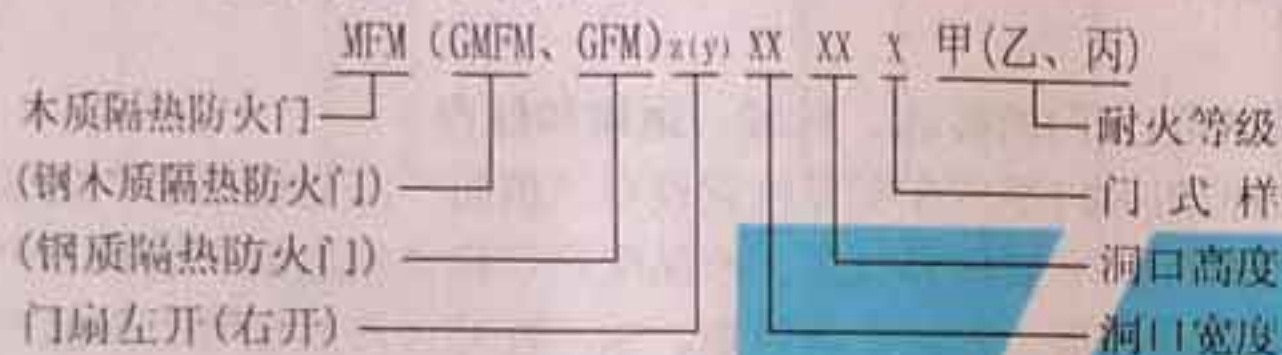 MFM (GMFM、GFM)z(y) XX XX X 甲(乙、丙)
木质隔热防火门
耐火等级
(钢木质隔热防火门)
门式样
(钢质隔热防火门)
洞口高度
门扇左开(右开)
洞口宽度